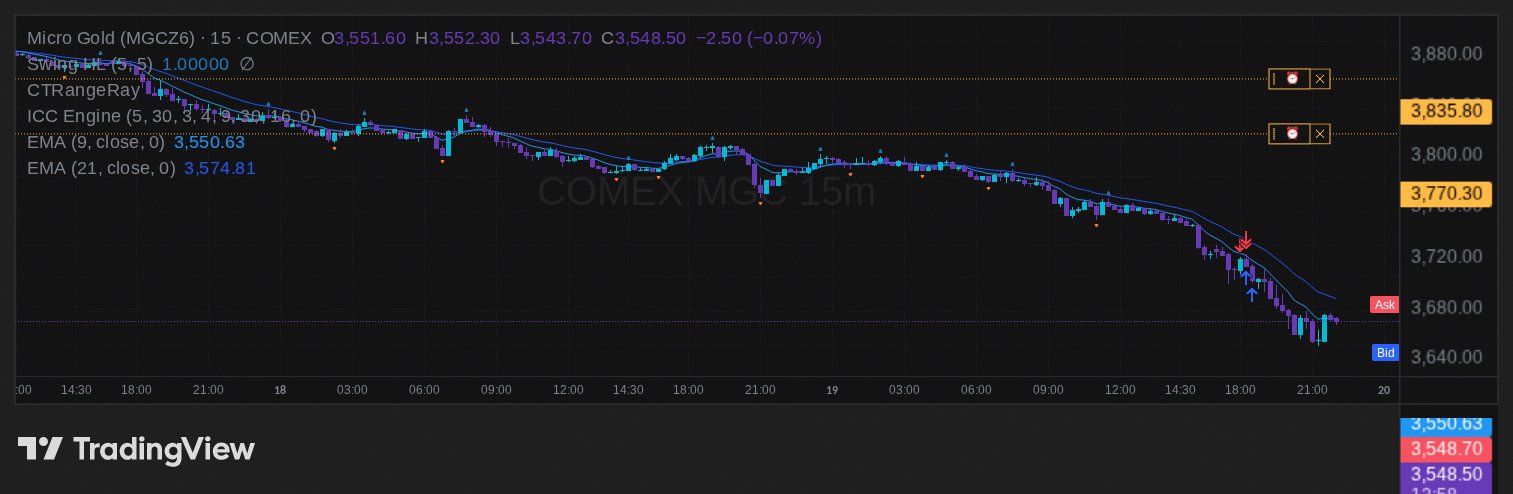 Micro Gold (MGCZ6) · 15 · COMEX O3,551.60 H3,552.30 L3,543.70 C3,548.50 −2.50 (−0.07%)
Swing HL (5, 5) 1.00000 ∅
CTRangeRay
ICC Engine (5, 30, 3, 4, 9, 30, 16, 0)
EMA (9, close, 0) 3,550.63
EMA (21, close, 0) 3,574.81
COMEX MGC 15m
3,880.00
3,835.80
3,800.00
3,770.30
3,720.00
3,680.00
3,640.00
Ask
Bid
:00 14:30 18:00 21:00 18 03:00 06:00 09:00 12:00 14:30 18:00 21:00 19 03:00 06:00 09:00 12:00 14:30 18:00 21:00 20
TradingView
3,550.63
3,548.70
3,548.50
12:58